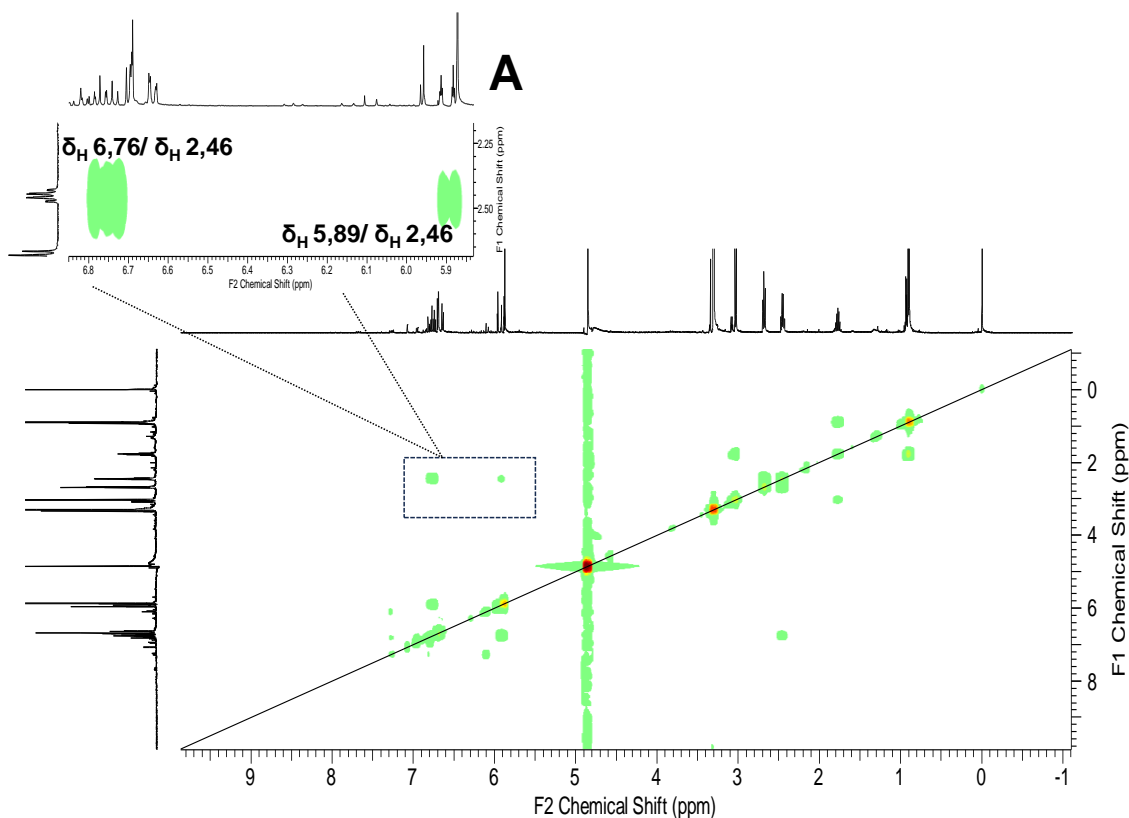 A
δH 6,76/ δH 2,46
δH 5,89/ δH 2,46
2.25
2.50
F1 Chemical Shift (ppm)
6.8 6.7 6.6 6.5 6.4 6.3 6.2 6.1 6.0 5.9
F2 Chemical Shift (ppm)
0
2
4
6
8
F1 Chemical Shift (ppm)
9 8 7 6 5 4 3 2 1 0 -1
F2 Chemical Shift (ppm)